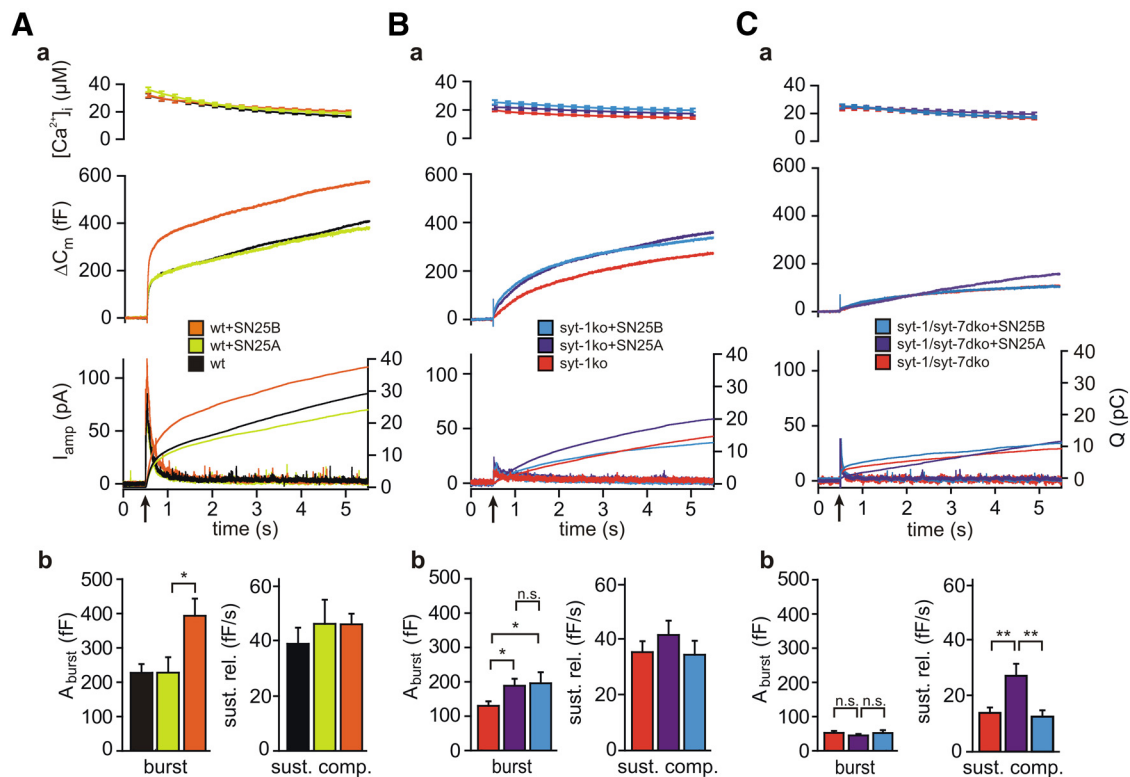 A
B
C
a
a
a
[Ca²⁺]ᵢ (µM)
40
20
0
40
20
0
40
20
0
ΔCₘ (fF)
600
400
200
0
600
400
200
0
600
400
200
0
wt+SN25B
wt+SN25A
wt
syt-1ko+SN25B
syt-1ko+SN25A
syt-1ko
syt-1/syt-7dko+SN25B
syt-1/syt-7dko+SN25A
syt-1/syt-7dko
I amp (pA)
100
50
0
40
30
20
10
0
100
50
0
40
30
20
10
0
100
50
0
40
30
20
10
0
Q (pC)
0 1 2 3 4 5
time (s)
0 1 2 3 4 5
time (s)
0 1 2 3 4 5
time (s)
b
b
b
A burst (fF)
500
400
300
200
100
0
*
burst
sust. rel. (fF/s)
60
40
20
0
sust. comp.
A burst (fF)
500
400
300
200
100
0
n.s.
*
*
burst
sust. rel. (fF/s)
60
40
20
0
sust. comp.
A burst (fF)
500
400
300
200
100
0
n.s. n.s.
burst
sust. rel. (fF/s)
60
40
20
0
** **
sust. comp.